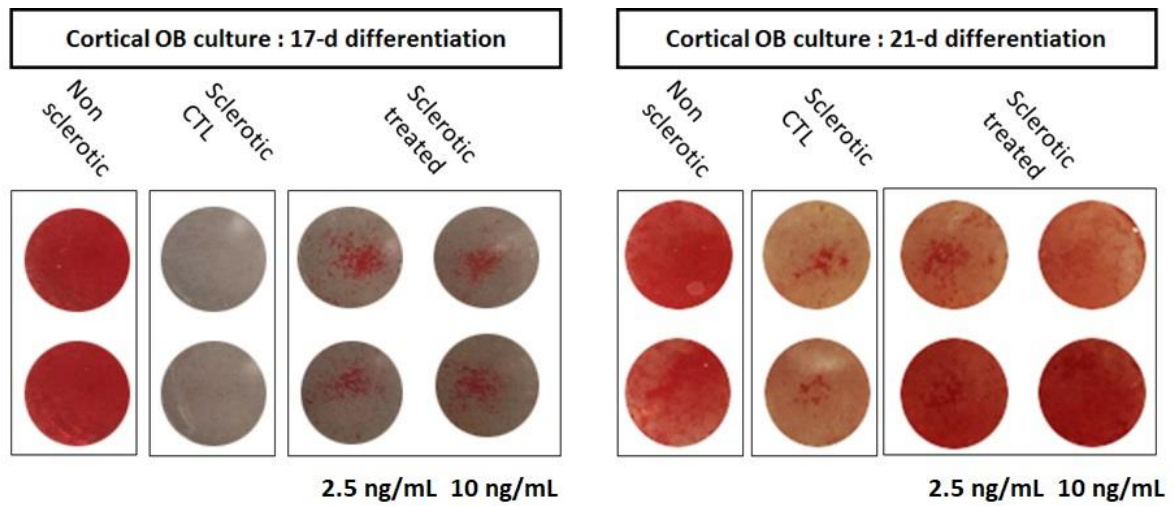 Cortical OB culture : 17-d differentiation
Non
sclerotic
Sclerotic
CTL
Sclerotic
treated
2.5 ng/mL 10 ng/mL
Cortical OB culture : 21-d differentiation
Non
sclerotic
Sclerotic
CTL
Sclerotic
treated
2.5 ng/mL 10 ng/mL